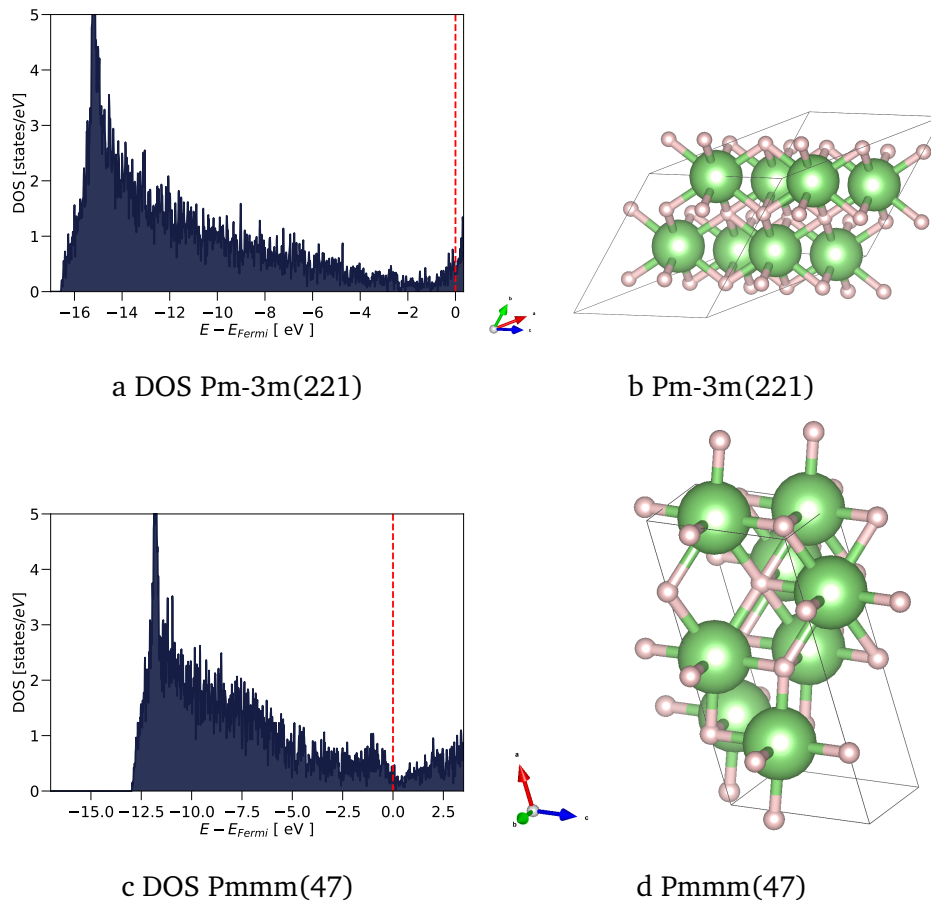 5
4
3
2
1
0
DOS [states/eV]
−16 −14 −12 −10 −8 −6 −4 −2 0
E − E_Fermi [ eV ]
b
a
c
a DOS Pm-3m(221)
b Pm-3m(221)
5
4
3
2
1
0
DOS [states/eV]
−15.0 −12.5 −10.0 −7.5 −5.0 −2.5 0.0 2.5
E − E_Fermi [ eV ]
a
b
c
c DOS Pmmm(47)
d Pmmm(47)